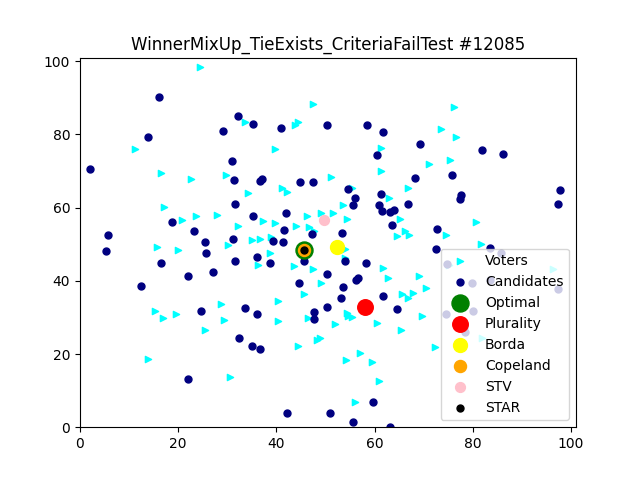 WinnerMixUp_TieExists_CriteriaFailTest #12085
100
80
60
40
20
0
0
20
40
60
80
100
Voters
Candidates
Optimal
Plurality
Borda
Copeland
STV
STAR